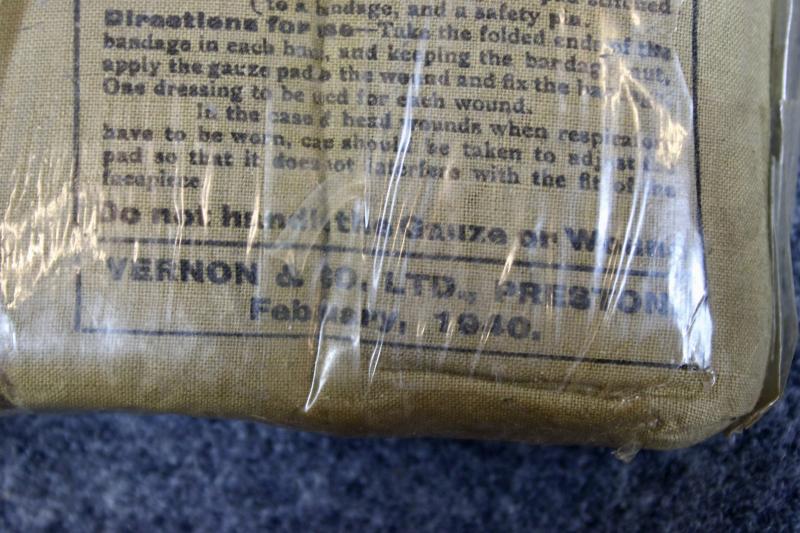 (to a bandage, and a safety pin.
Directions for use—Take the folded ends of the
bandage in each hand, and keeping the bandage taut,
apply the gauze pad to the wound and fix the bandage.
One dressing to be used for each wound.
In the case of head wounds when respirators
have to be worn, care should be taken to adjust the
pad so that it does not interfere with the fit of the
facepiece
Do not handle the Gauze or Wound
VERNON & CO. LTD., PRESTON
February, 1940.